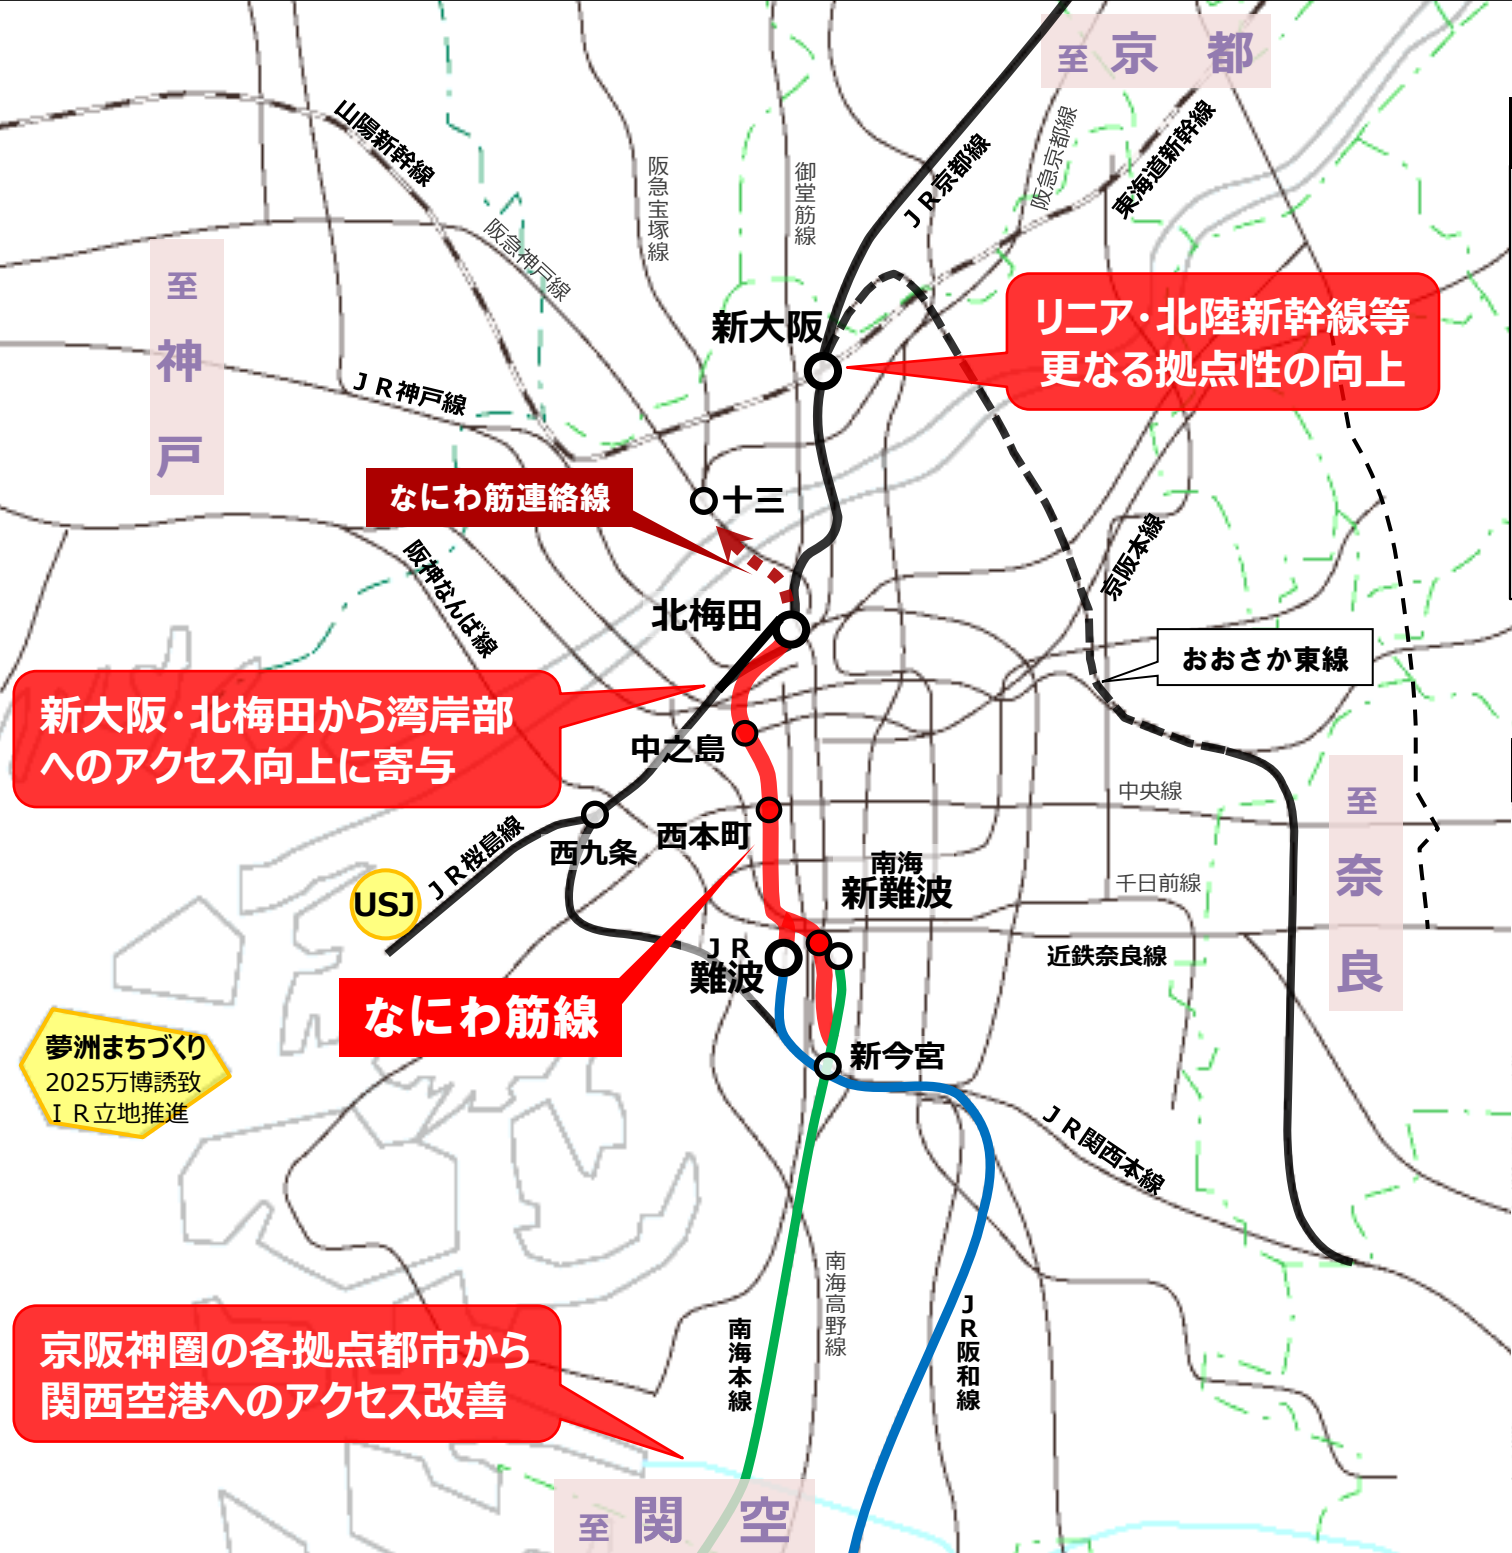 至 京 都
山陽新幹線
阪急宝塚線
御堂筋線
ＪＲ京都線
阪急京都線
東海道新幹線
阪急神戸線
至 神 戸
新大阪
リニア・北陸新幹線等
更なる拠点性の向上
ＪＲ神戸線
なにわ筋連絡線
十三
阪神なんば線
京阪本線
北梅田
おおさか東線
新大阪・北梅田から湾岸部
へのアクセス向上に寄与
中之島
中央線
至 奈 良
西本町
西九条
ＪＲ桜島線
USJ
南海
新難波
千日前線
ＪＲ
難波
近鉄奈良線
なにわ筋線
夢洲まちづくり
2025万博誘致
ＩＲ立地推進
新今宮
ＪＲ関西本線
南海高野線
南海本線
ＪＲ阪和線
京阪神圏の各拠点都市から
関西空港へのアクセス改善
至 関 空